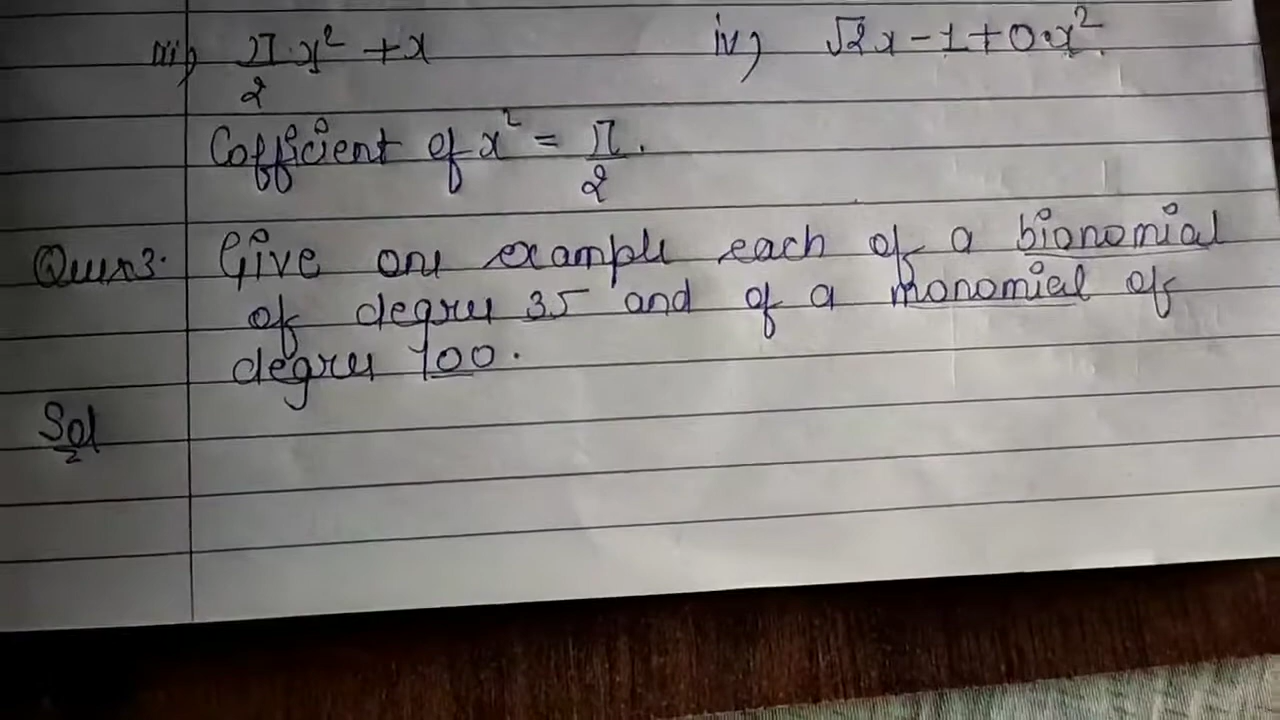 iii) π/2 x² + x iv) √2x - 1 + 0·x²
Cofficient of x² = π/2.
Ques3. Give one example each of a bionomial
of degree 35 and of a monomial of
degree 100.
Sol